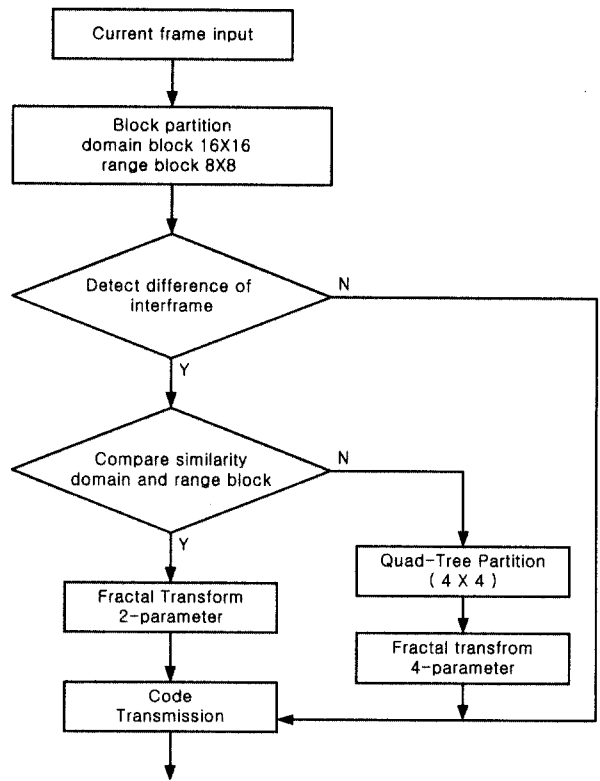 Current frame input
Block partition
domain block 16X16
range block 8X8
Detect difference of
interframe
N
Y
Compare similarity
domain and range block
N
Y
Quad-Tree Partition
( 4 X 4 )
Fractal Transform
2-parameter
Fractal transfrom
4-parameter
Code
Transmission